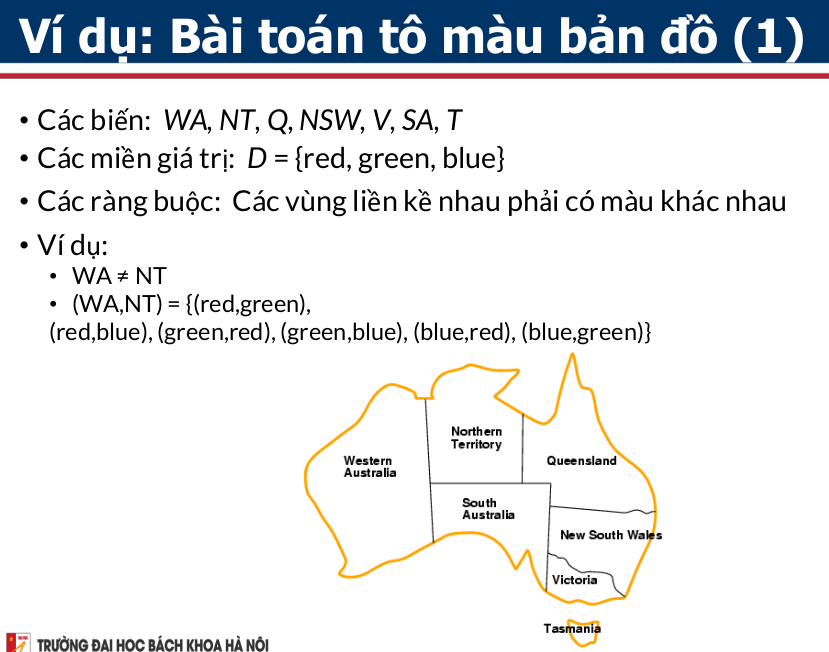 Ví dụ: Bài toán tô màu bản đồ (1)
• Các biến: WA, NT, Q, NSW, V, SA, T
• Các miền giá trị: D = {red, green, blue}
• Các ràng buộc: Các vùng liền kề nhau phải có màu khác nhau
• Ví dụ:
• WA ≠ NT
• (WA,NT) = {(red,green),
(red,blue), (green,red), (green,blue), (blue,red), (blue,green)}
Northern
Territory
Western
Australia
Queensland
South
Australia
New South Wales
Victoria
Tasmania
TRƯỜNG ĐẠI HỌC BÁCH KHOA HÀ NỘI